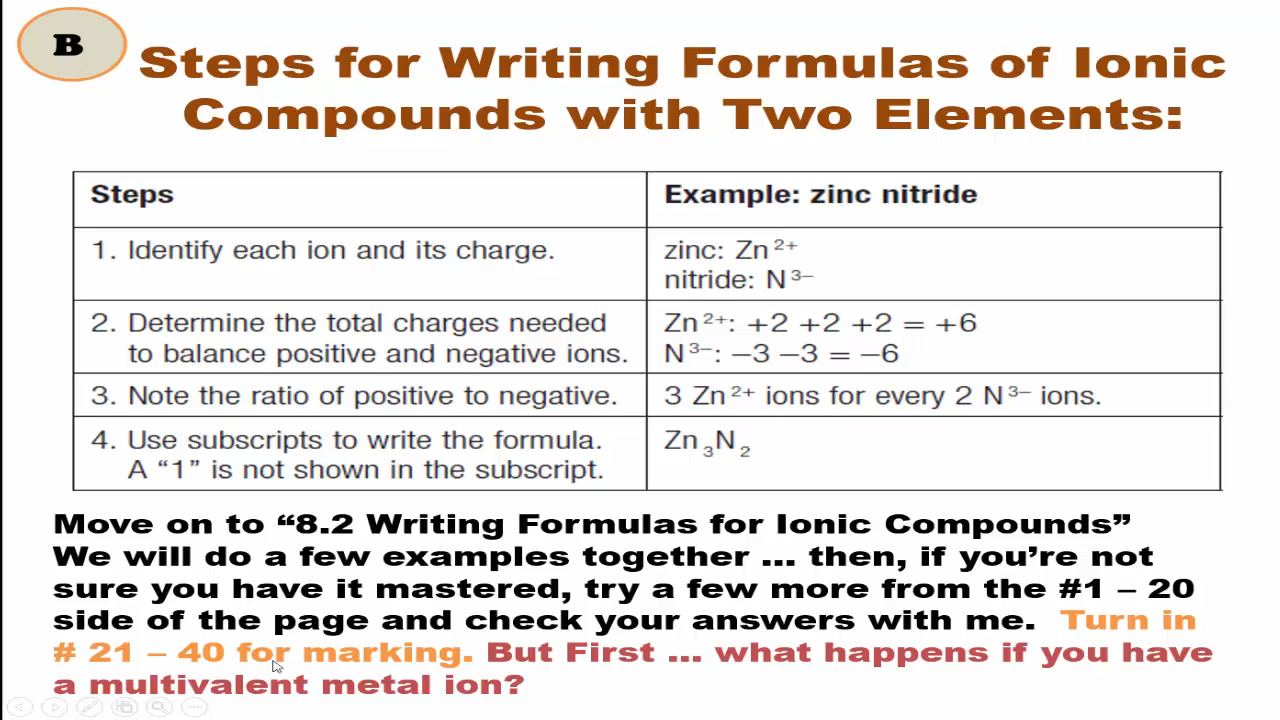 B
Steps for Writing Formulas of Ionic
Compounds with Two Elements:
Steps
Example: zinc nitride
1. Identify each ion and its charge.
zinc: Zn²⁺
nitride: N³⁻
2. Determine the total charges needed
to balance positive and negative ions.
Zn²⁺: +2 +2 +2 = +6
N³⁻: −3 −3 = −6
3. Note the ratio of positive to negative.
3 Zn²⁺ ions for every 2 N³⁻ ions.
4. Use subscripts to write the formula.
A “1” is not shown in the subscript.
Zn₃N₂
Move on to “8.2 Writing Formulas for Ionic Compounds”
We will do a few examples together ... then, if you’re not
sure you have it mastered, try a few more from the #1 – 20
side of the page and check your answers with me. Turn in
# 21 – 40 for marking. But First ... what happens if you have
a multivalent metal ion?